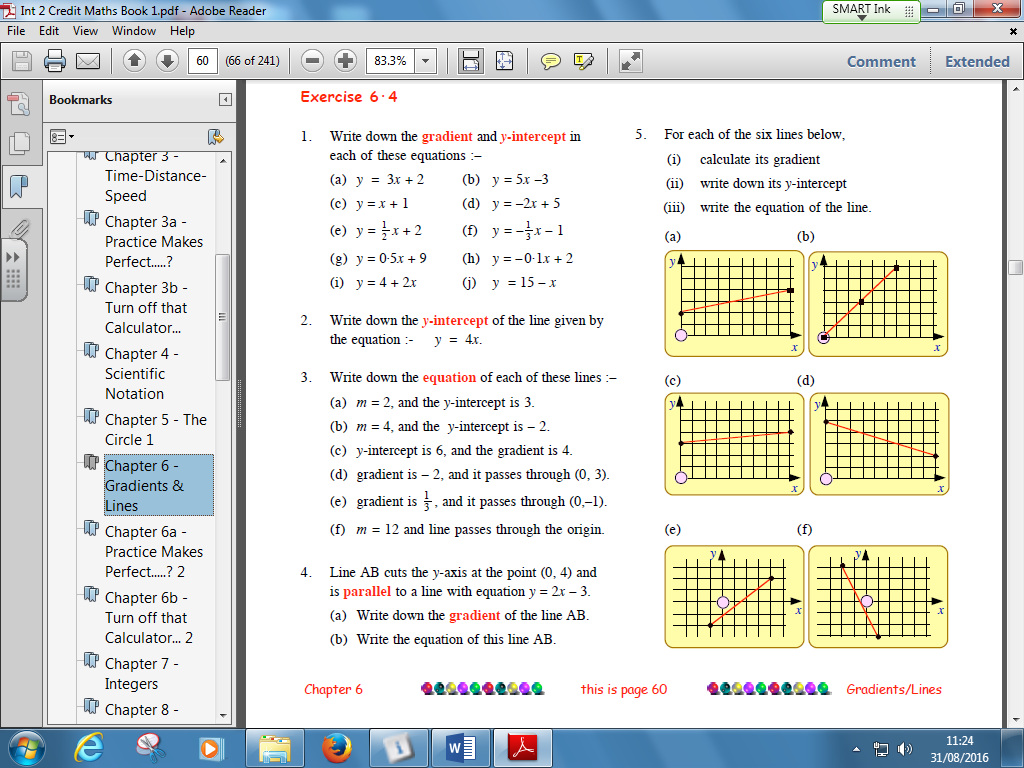 Int 2 Credit Maths Book 1.pdf - Adobe Reader
SMART Ink
File Edit View Window Help
60 (66 of 241) 83.3% Comment Extended
Bookmarks
Chapter 3 -
Time-Distance-
Speed
Chapter 3a -
Practice Makes
Perfect.....?
Chapter 3b -
Turn off that
Calculator...
Chapter 4 -
Scientific
Notation
Chapter 5 - The
Circle 1
Chapter 6 -
Gradients &
Lines
Chapter 6a -
Practice Makes
Perfect.....? 2
Chapter 6b -
Turn off that
Calculator... 2
Chapter 7 -
Integers
Chapter 8 -
Exercise 6·4
1. Write down the gradient and y-intercept in
each of these equations :–
(a) y = 3x + 2 (b) y = 5x –3
(c) y = x + 1 (d) y = –2x + 5
(e) y = 1/2 x + 2 (f) y = –1/3 x – 1
(g) y = 0·5x + 9 (h) y = –0·1x + 2
(i) y = 4 + 2x (j) y = 15 – x
2. Write down the y-intercept of the line given by
the equation :- y = 4x.
3. Write down the equation of each of these lines :–
(a) m = 2, and the y-intercept is 3.
(b) m = 4, and the y-intercept is – 2.
(c) y-intercept is 6, and the gradient is 4.
(d) gradient is – 2, and it passes through (0, 3).
(e) gradient is 1/3 , and it passes through (0,–1).
(f) m = 12 and line passes through the origin.
4. Line AB cuts the y-axis at the point (0, 4) and
is parallel to a line with equation y = 2x – 3.
(a) Write down the gradient of the line AB.
(b) Write the equation of this line AB.
5. For each of the six lines below,
(i) calculate its gradient
(ii) write down its y-intercept
(iii) write the equation of the line.
(a) (b)
y y
x x
(c) (d)
y y
x x
(e) (f)
y y
x x
Chapter 6 this is page 60 Gradients/Lines
11:24
31/08/2016